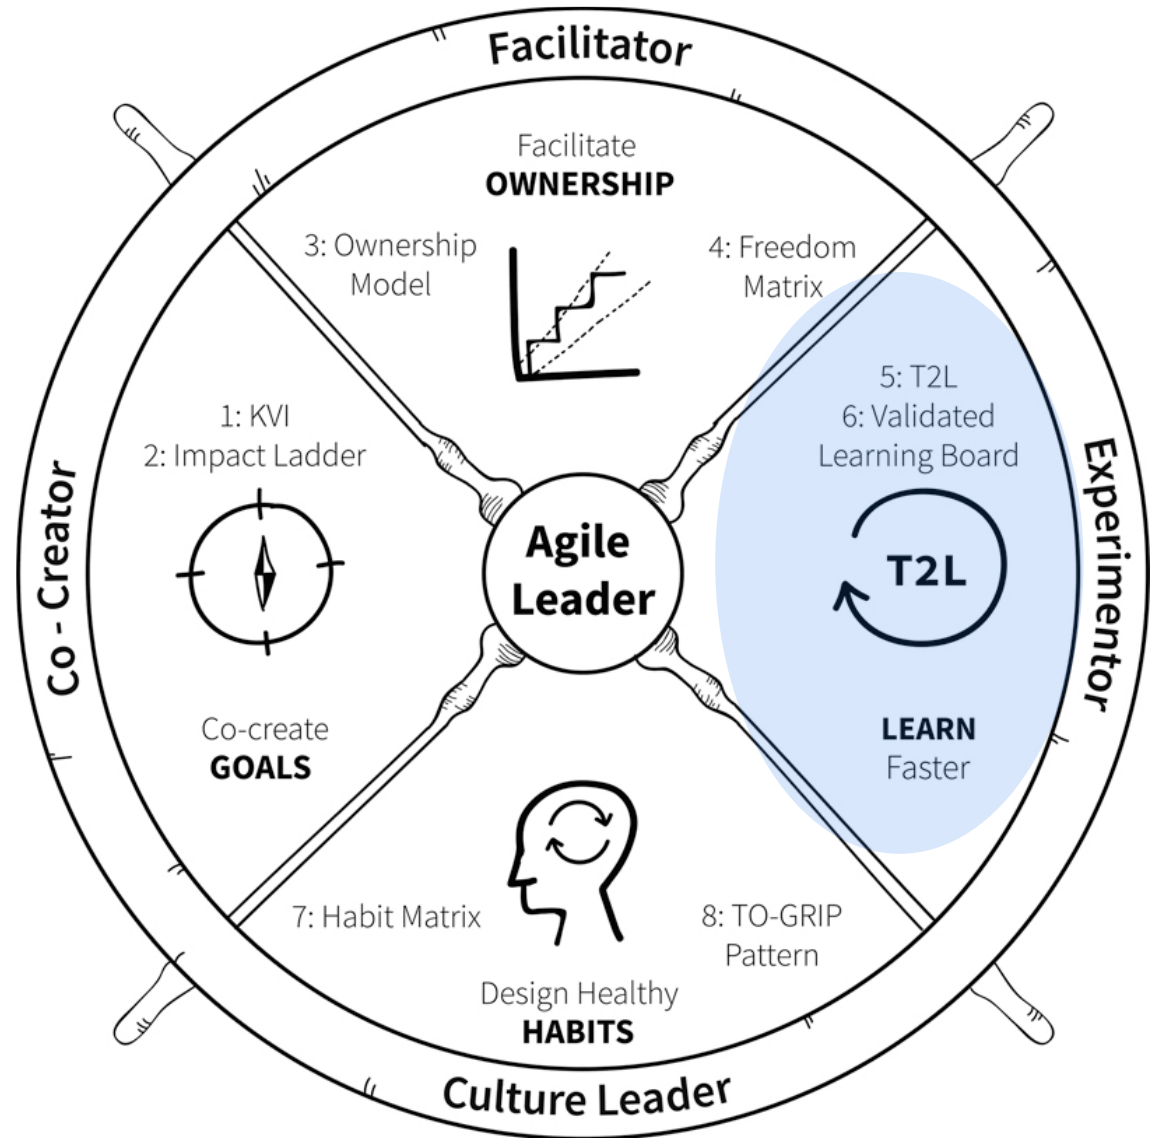 Facilitator
Facilitate
OWNERSHIP
3: Ownership
Model
4: Freedom
Matrix
Co - Creator
1: KVI
2: Impact Ladder
Co-create
GOALS
Agile
Leader
5: T2L
6: Validated
Learning Board
T2L
LEARN
Faster
Experimentor
7: Habit Matrix
8: TO-GRIP
Pattern
Design Healthy
HABITS
Culture Leader